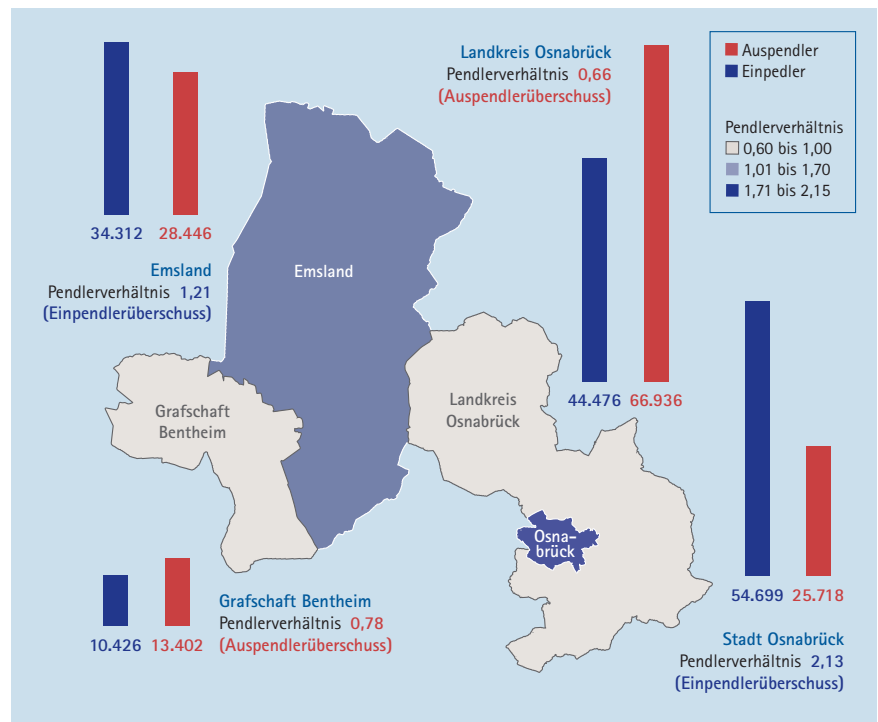 34.312 28.446
Emsland
Pendlerverhältnis 1,21
(Einpendlerüberschuss)
Landkreis Osnabrück
Pendlerverhältnis 0,66
(Auspendlerüberschuss)
44.476 66.936
Auspendler
Einpedler
Pendlerverhältnis
0,60 bis 1,00
1,01 bis 1,70
1,71 bis 2,15
Emsland
Grafschaft
Bentheim
Landkreis
Osnabrück
Osna-
brück
10.426 13.402
Grafschaft Bentheim
Pendlerverhältnis 0,78
(Auspendlerüberschuss)
54.699 25.718
Stadt Osnabrück
Pendlerverhältnis 2,13
(Einpendlerüberschuss)